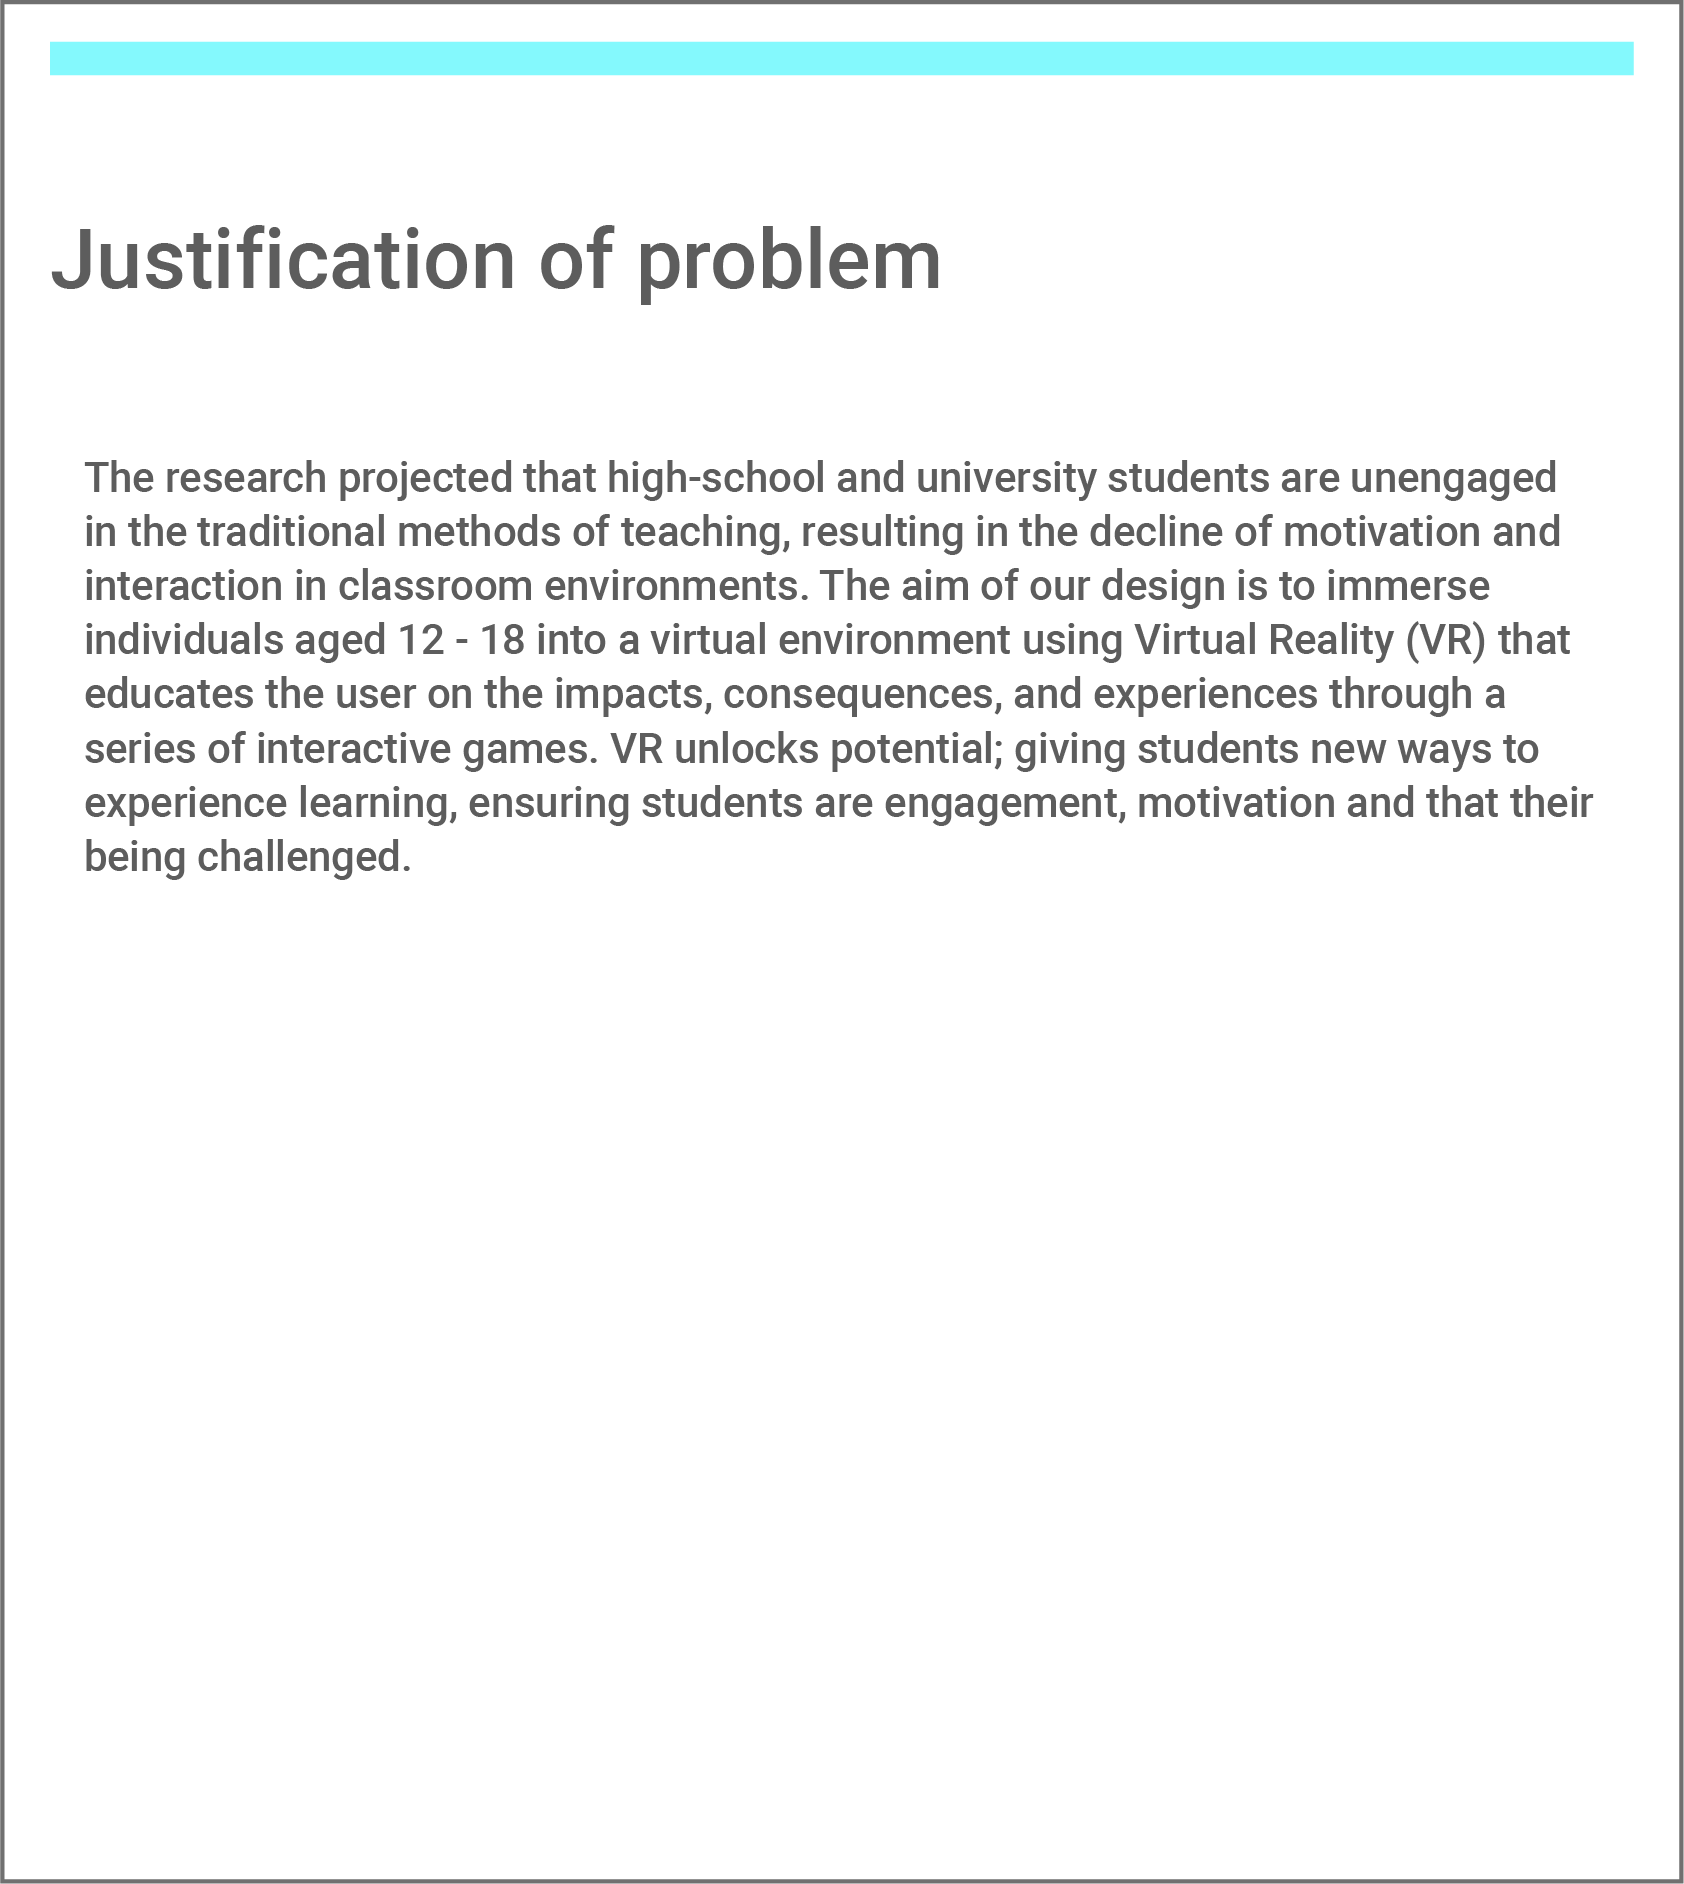 Justification of problem
The research projected that high-school and university students are unengaged
in the traditional methods of teaching, resulting in the decline of motivation and
interaction in classroom environments. The aim of our design is to immerse
individuals aged 12 - 18 into a virtual environment using Virtual Reality (VR) that
educates the user on the impacts, consequences, and experiences through a
series of interactive games. VR unlocks potential; giving students new ways to
experience learning, ensuring students are engagement, motivation and that their
being challenged.